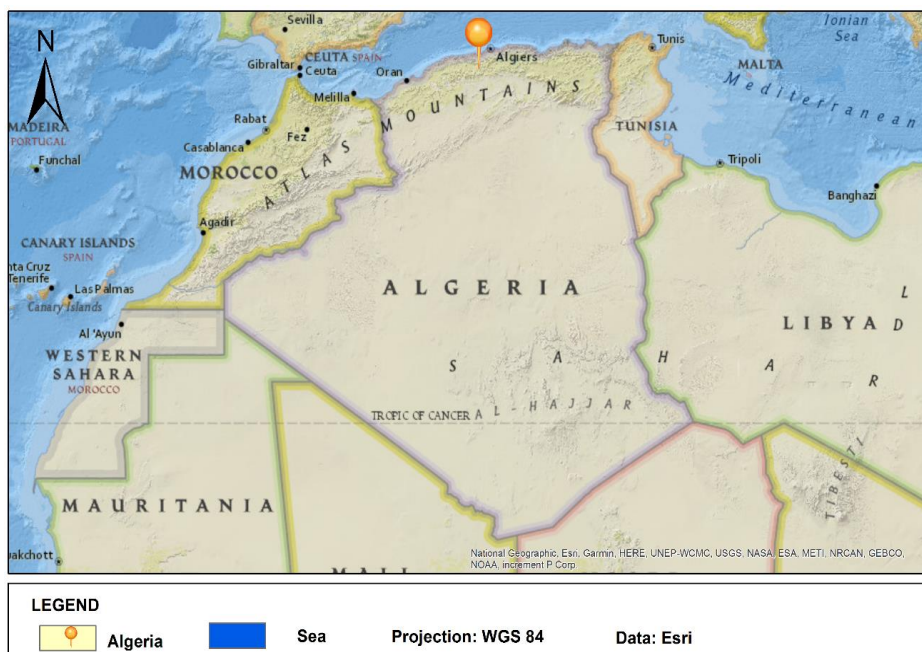 Sevilla
Ionian
Sea
N
Algiers
Tunis
Gibraltar
CEUTA SPAIN
Ceuta
MALTA
Oran
Melilla
Mediterranean
MADEIRA
PORTUGAL
Rabat
Fez
ATLAS MOUNTAINS
TUNISIA
Casablanca
Funchal
MOROCCO
Tripoli
Banghazi
Agadir
CANARY ISLANDS
SPAIN
nta Cruz
Tenerife
Las Palmas
Canary Islands
ALGERIA
Al 'Ayun
LIBYA
L
D
WESTERN
SAHARA
MOROCCO
S A H A R
TROPIC OF CANCER
AL-HAJJAR
TIBESTI
MAURITANIA
uakchott
National Geographic, Esri, Garmin, HERE, UNEP-WCMC, USGS, NASA, ESA, METI, NRCAN, GEBCO,
NOAA, increment P Corp
LEGEND
Algeria Sea Projection: WGS 84 Data: Esri